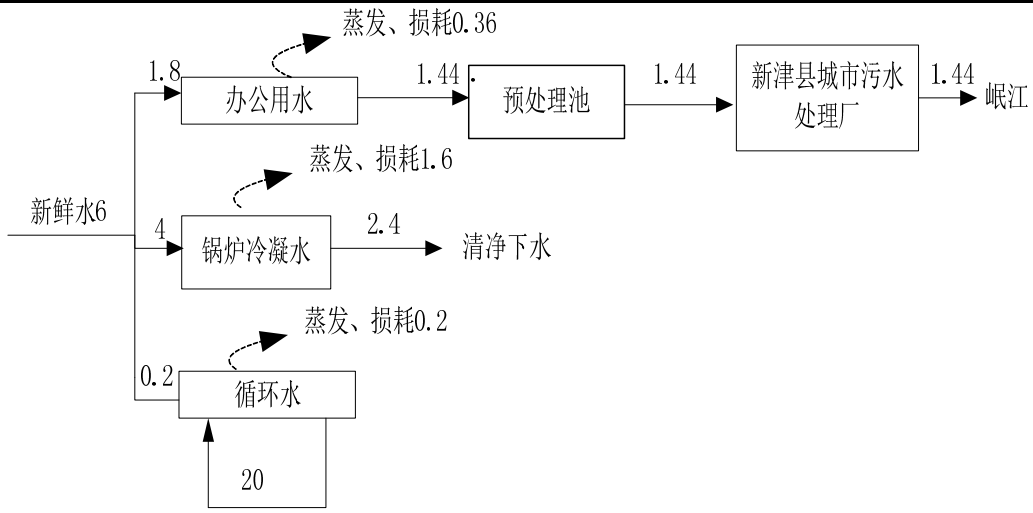 蒸发、损耗0.36
1.8
办公用水
1.44.
预处理池
1.44
新津县城市污水
处理厂
1.44
岷江
蒸发、损耗1.6
新鲜水6
4
锅炉冷凝水
2.4
清净下水
蒸发、损耗0.2
0.2
循环水
20